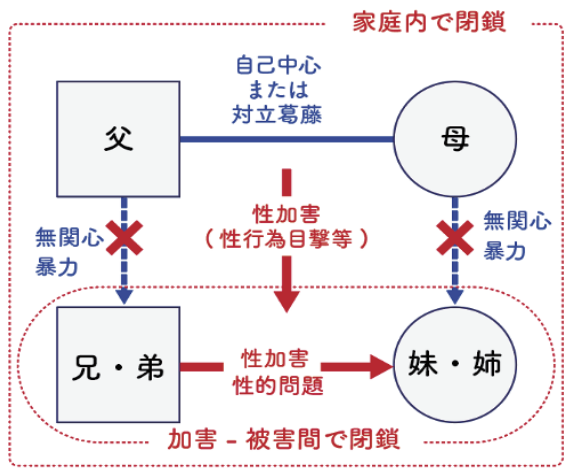 家庭内で閉鎖
自己中心
または
対立葛藤
父
母
性加害
(性行為目撃等)
無関心
暴力
無関心
暴力
兄・弟
性加害
性的問題
妹・姉
加害 – 被害間で閉鎖